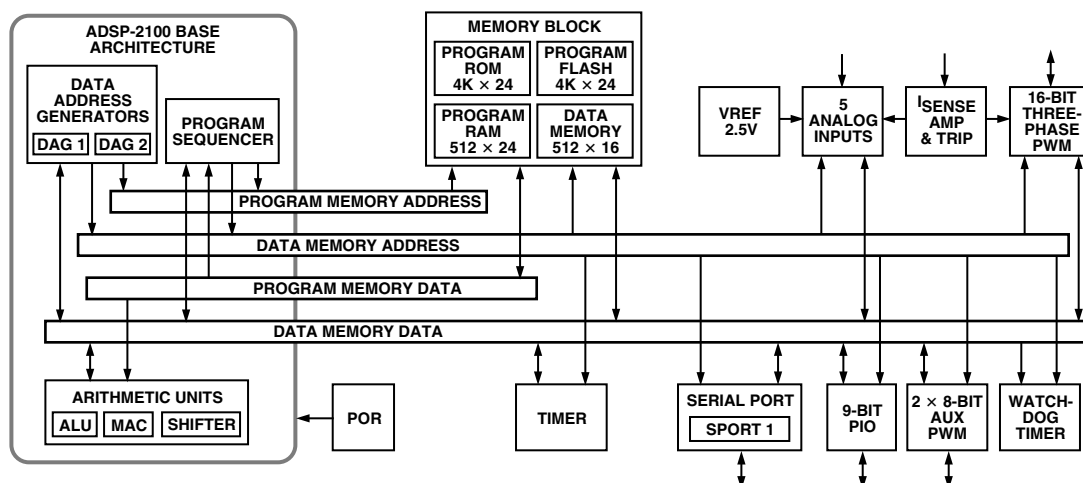 ADSP-2100 BASE
ARCHITECTURE
DATA
ADDRESS
GENERATORS
DAG 1
DAG 2
PROGRAM
SEQUENCER
MEMORY BLOCK
PROGRAM
ROM
4K × 24
PROGRAM
FLASH
4K × 24
PROGRAM
RAM
512 × 24
DATA
MEMORY
512 × 16
VREF
2.5V
5
ANALOG
INPUTS
ISENSE
AMP
& TRIP
16-BIT
THREE-
PHASE
PWM
PROGRAM MEMORY ADDRESS
DATA MEMORY ADDRESS
PROGRAM MEMORY DATA
DATA MEMORY DATA
ARITHMETIC UNITS
ALU
MAC
SHIFTER
POR
TIMER
SERIAL PORT
SPORT 1
9-BIT
PIO
2 × 8-BIT
AUX
PWM
WATCH-
DOG
TIMER